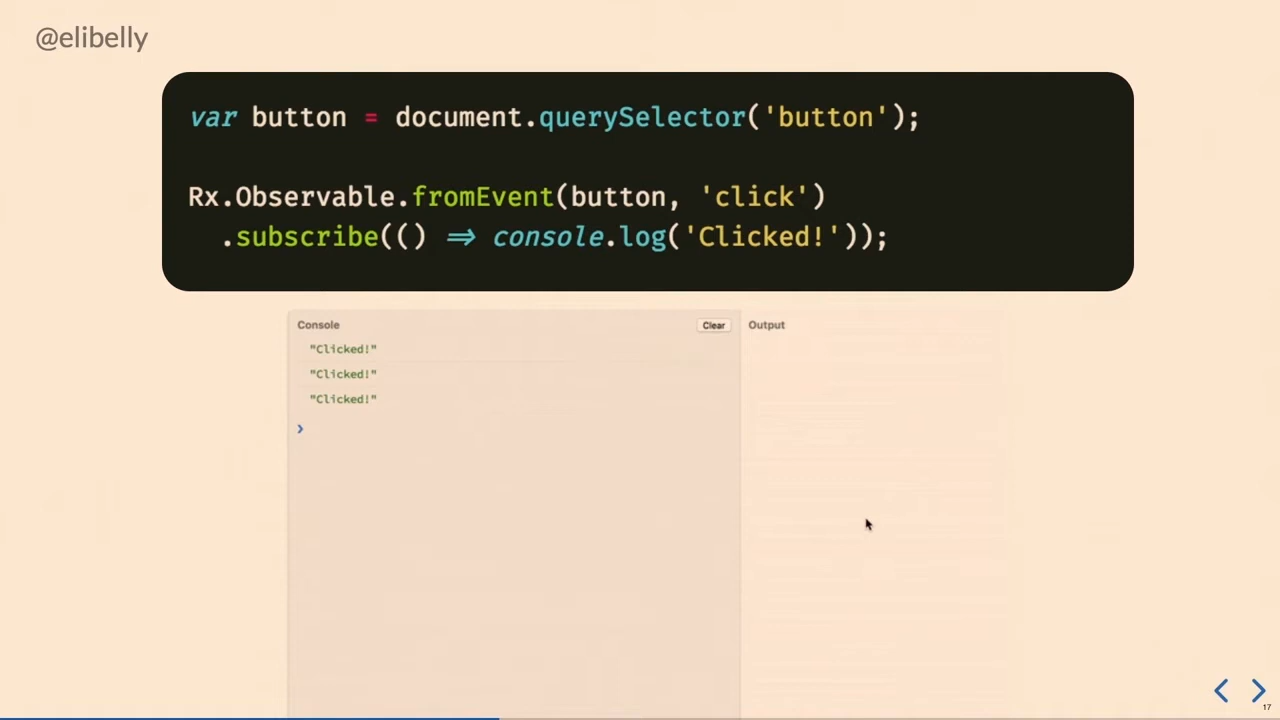 @elibelly
var button = document.querySelector('button');
Rx.Observable.fromEvent(button, 'click')
.subscribe(() => console.log('Clicked!'));
Console
Clear
Output
"Clicked!"
"Clicked!"
"Clicked!"
17